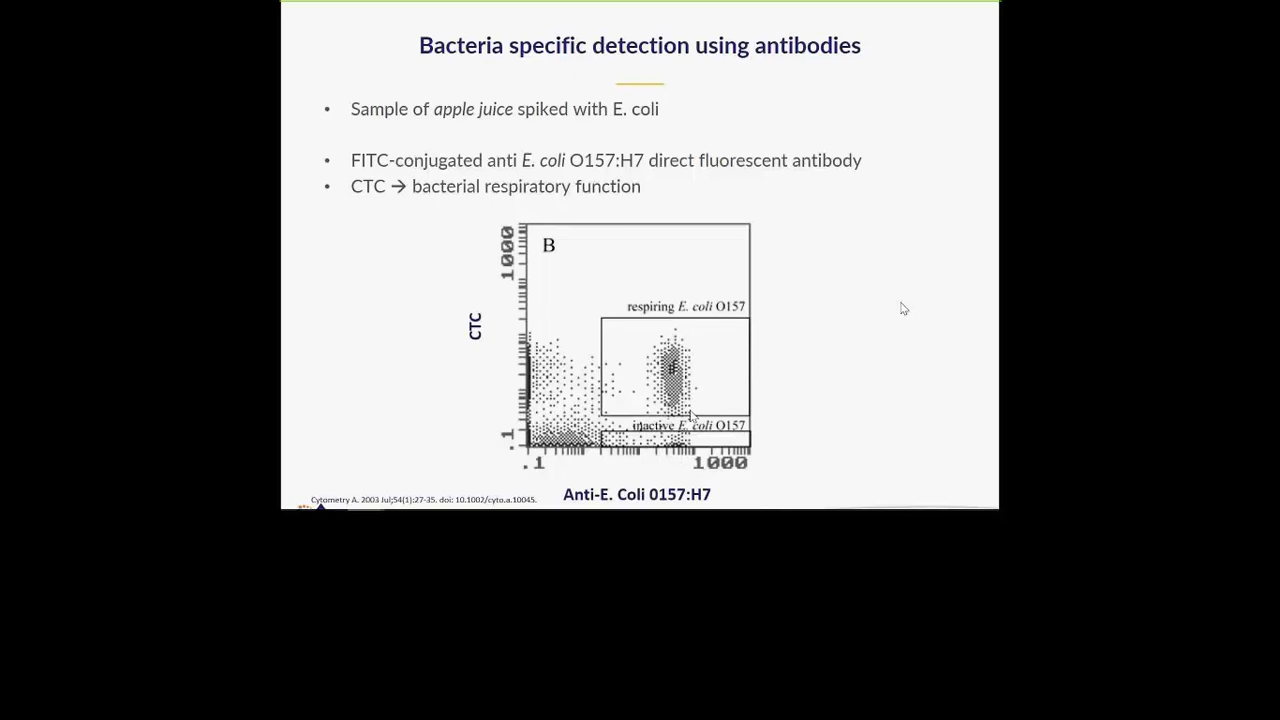 Bacteria specific detection using antibodies
• Sample of apple juice spiked with E. coli
• FITC-conjugated anti E. coli O157:H7 direct fluorescent antibody
• CTC → bacterial respiratory function
B
1000
respiring E. coli O157
CTC
inactive E. coli O157
.1
.1 1000
Anti-E. Coli 0157:H7
Cytometry A. 2003 Jul;54(1):27-35. doi: 10.1002/cyto.a.10045.